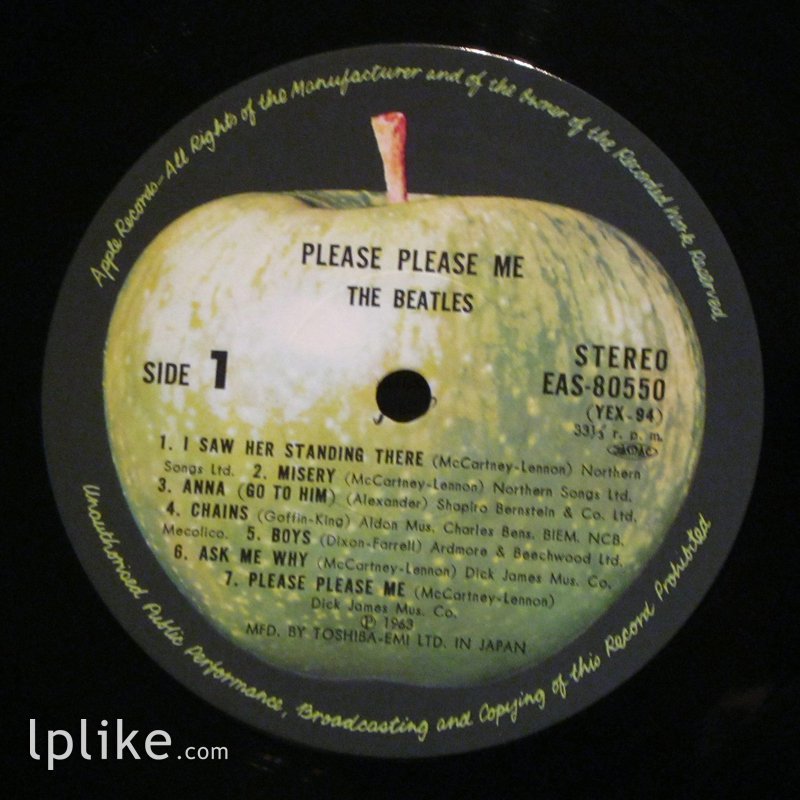 Apple Records-All Rights of the Manufacturer and of the Owner of the Recorded Work Reserved
PLEASE PLEASE ME
THE BEATLES
SIDE 1
STEREO
EAS-80550
(YEX-94)
33⅓ r. p. m.
1. I SAW HER STANDING THERE (McCartney-Lennon) Northern
Songs Ltd. 2. MISERY (McCartney-Lennon) Northern Songs Ltd.
3. ANNA (GO TO HIM) (Alexander) Shapiro Bernstein & Co. Ltd.
4. CHAINS (Goffin-King) Aldon Mus. Charles Bens. BIEM. NCB.
Mecolico. 5. BOYS (Dixon-Farrell) Ardmore & Beechwood Ltd.
6. ASK ME WHY (McCartney-Lennon) Dick James Mus. Co.
7. PLEASE PLEASE ME (McCartney-Lennon)
Dick James Mus. Co.
Ⓟ 1963
MFD. BY TOSHIBA-EMI LTD. IN JAPAN
Unauthorised Public Performance, Broadcasting and Copying of this Record Prohibited
lplike.com